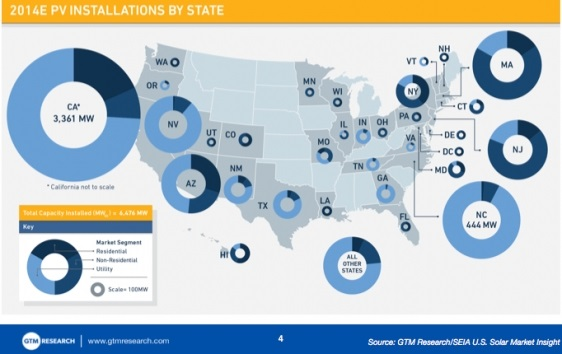 2014E PV INSTALLATIONS BY STATE
NH
WA
VT
MA
OR
MN
WI
NY
CA*
3,361 MW
CT
NV
PA
IL
IN
OH
UT
CO
DE
VA
MO
DC
NJ
MD
* California not to scale
NM
TN
AZ
GA
TX
NC
444 MW
LA
FL
Total Capacity Installed (MWdc) = 6,474 MW
Key
HI
ALL
OTHER
STATES
Market Segment
Residential
Non-Residential
Utility
Scale= 100MW
GTM RESEARCH | www.gtmresearch.com
4
Source: GTM Research/SEIA U.S. Solar Market Insight